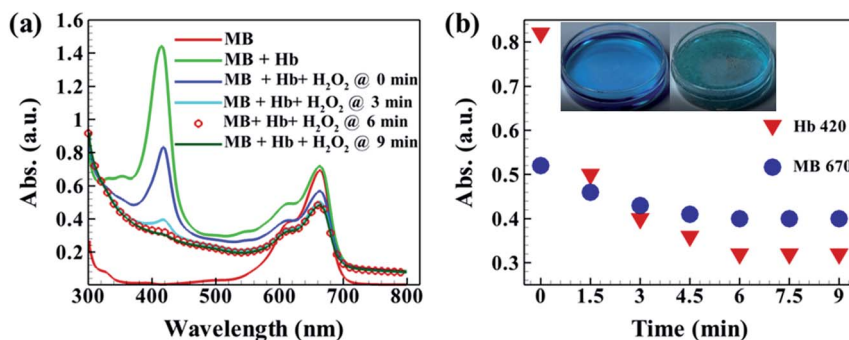 (a)
Abs. (a.u.)
1.6
1.4
1.2
1
0.8
0.6
0.4
0.2
300 400 500 600 700 800
Wavelength (nm)
MB
MB + Hb
MB + Hb+ H₂O₂ @ 0 min
MB + Hb + H₂O₂ @ 3 min
MB+ Hb+ H₂O₂ @ 6 min
MB + Hb + H₂O₂ @ 9 min
(b)
Abs. (a.u.)
0.8
0.7
0.6
0.5
0.4
0.3
0 1.5 3 4.5 6 7.5 9
Time (min)
Hb 420
MB 670